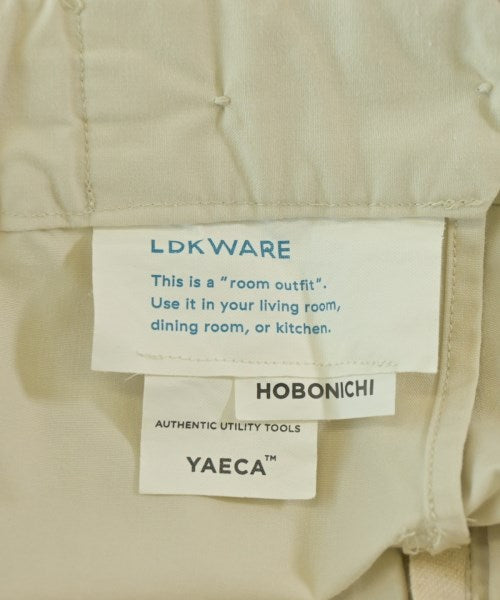 LDKWARE
This is a "room outfit".
Use it in your living room,
dining room, or kitchen.
HOBONICHI
AUTHENTIC UTILITY TOOLS
YAECA™